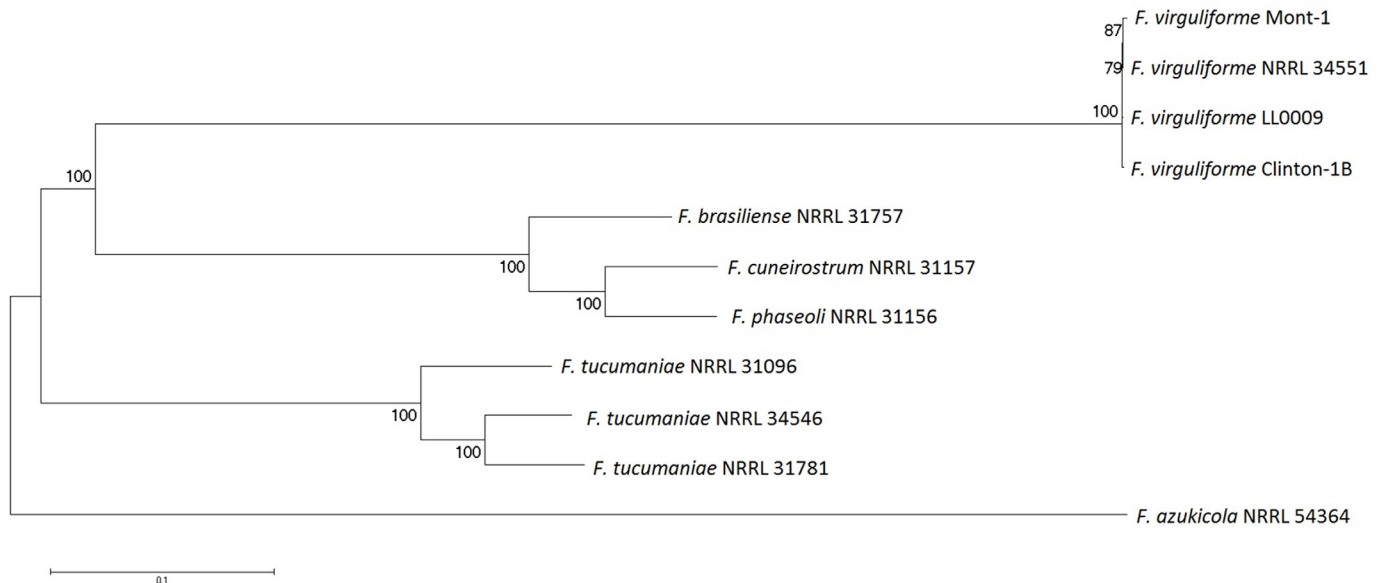 F. virguliforme Mont-1
87
79 F. virguliforme NRRL 34551
100 F. virguliforme LL0009
F. virguliforme Clinton-1B
100
F. brasiliense NRRL 31757
100
F. cuneirostrum NRRL 31157
100
F. phaseoli NRRL 31156
F. tucumaniae NRRL 31096
100
F. tucumaniae NRRL 34546
100
F. tucumaniae NRRL 31781
F. azukicola NRRL 54364
0.1